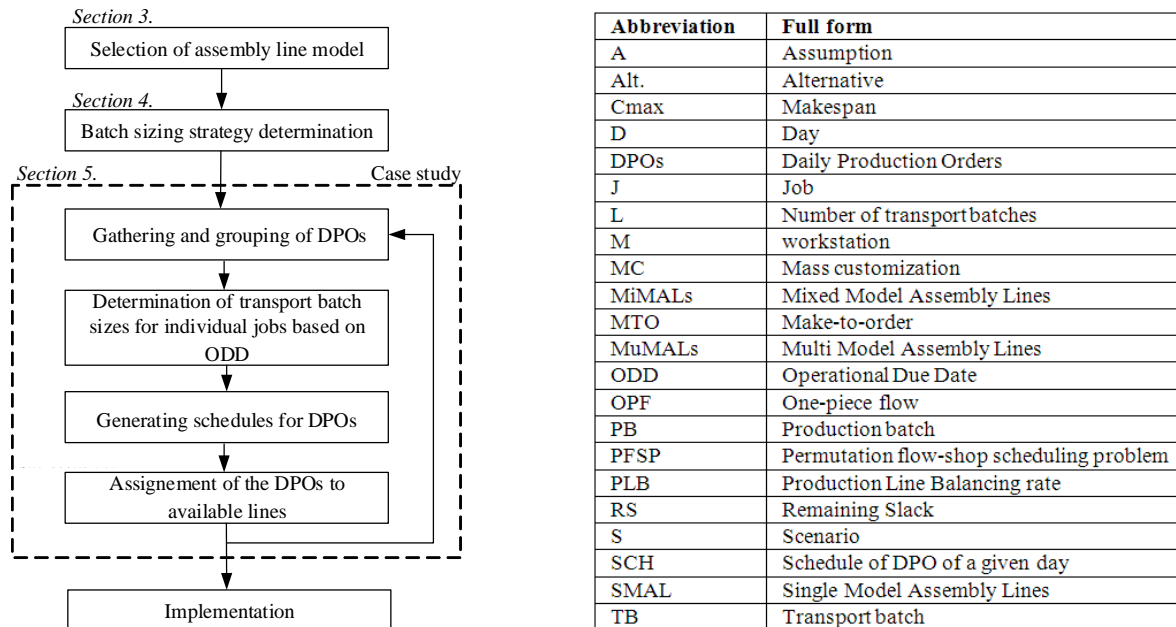 Section 3.
Selection of assembly line model
Section 4.
Batch sizing strategy determination
Section 5.
Case study
Gathering and grouping of DPOs
Determination of transport batch
sizes for individual jobs based on
ODD
Generating schedules for DPOs
Assignement of the DPOs to
available lines
Implementation
Abbreviation Full form
A Assumption
Alt. Alternative
Cmax Makespan
D Day
DPOs Daily Production Orders
J Job
L Number of transport batches
M workstation
MC Mass customization
MiMALs Mixed Model Assembly Lines
MTO Make-to-order
MuMALs Multi Model Assembly Lines
ODD Operational Due Date
OPF One-piece flow
PB Production batch
PFSP Permutation flow-shop scheduling problem
PLB Production Line Balancing rate
RS Remaining Slack
S Scenario
SCH Schedule of DPO of a given day
SMAL Single Model Assembly Lines
TB Transport batch